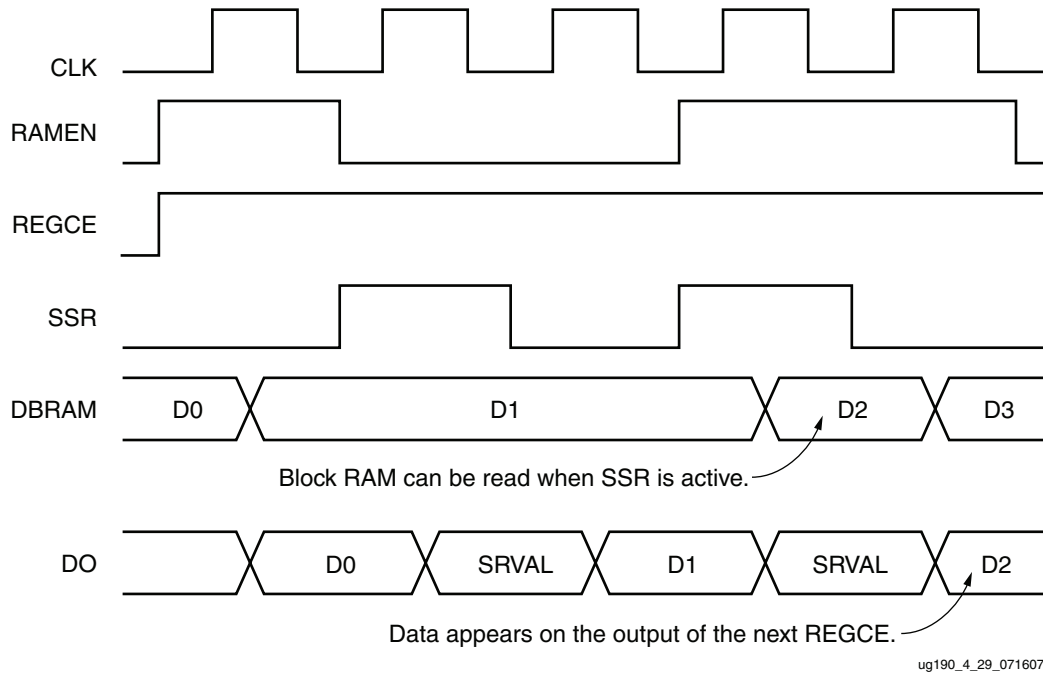 CLK
RAMEN
REGCE
SSR
DBRAM D0 D1 D2 D3
Block RAM can be read when SSR is active.
DO D0 SRVAL D1 SRVAL D2
Data appears on the output of the next REGCE.
ug190_4_29_071607